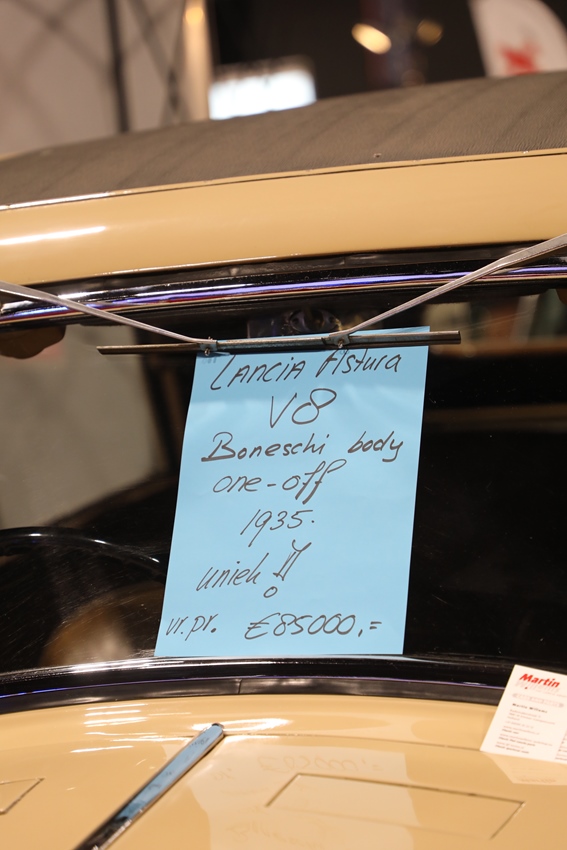 LANCIA Astura
V8
Boneschi body
one-off
1935.
uniek!!
vr.pr. €85000,=
Martin